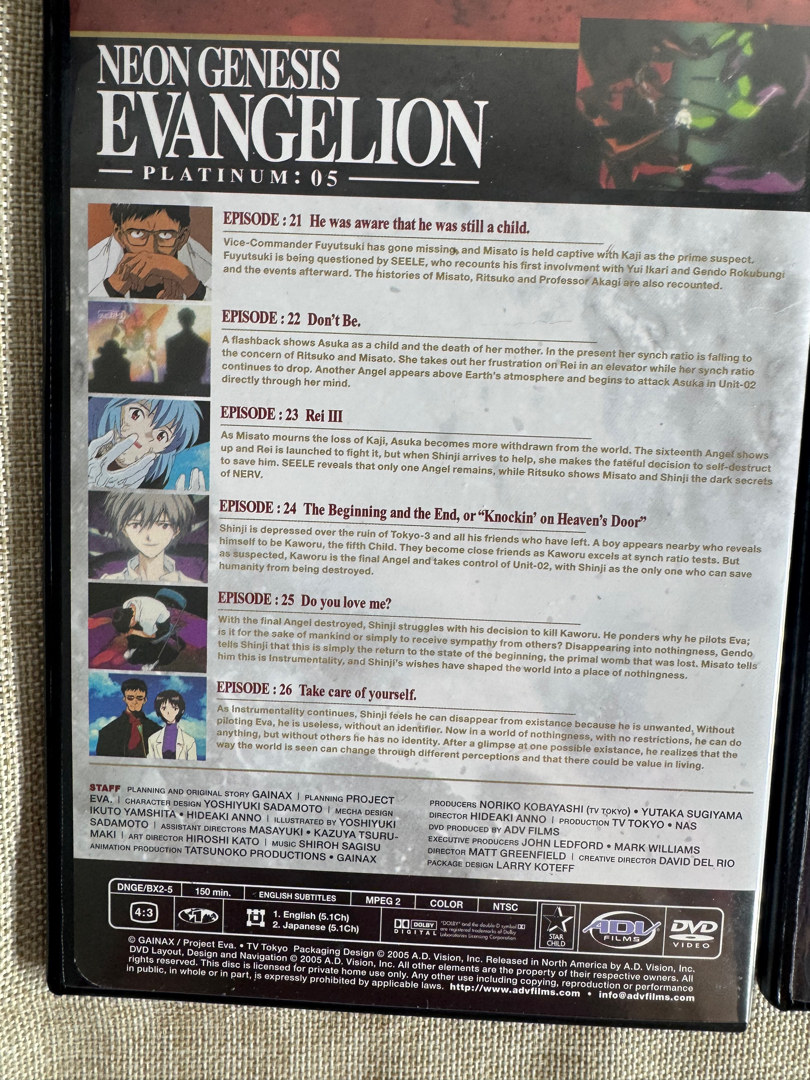 NEON GENESIS
EVANGELION
PLATINUM: 05
EPISODE : 21 He was aware that he was still a child.
Vice-Commander Fuyutsuki has gone missing, and Misato is held captive with Kaji as the prime suspect.
Fuyutsuki is being questioned by SEELE, who recounts his first involvment with Yui Ikari and Gendo Rokubungi
and the events afterward. The histories of Misato, Ritsuko and Professor Akagi are also recounted.
EPISODE : 22 Don't Be.
A flashback shows Asuka as a child and the death of her mother. In the present her synch ratio is falling to
the concern of Ritsuko and Misato. She takes out her frustration on Rei in an elevator while her synch ratio
continues to drop. Another Angel appears above Earth's atmosphere and begins to attack Asuka in Unit-02
directly through her mind.
EPISODE : 23 Rei III
As Misato mourns the loss of Kaji, Asuka becomes more withdrawn from the world. The sixteenth Angel shows
up and Rei is launched to fight it, but when Shinji arrives to help, she makes the fateful decision to self-destruct
to save him. SEELE reveals that only one Angel remains, while Ritsuko shows Misato and Shinji the dark secrets
of NERV.
EPISODE : 24 The Beginning and the End, or "Knockin' on Heaven's Door"
Shinji is depressed over the ruin of Tokyo-3 and all his friends who have left. A boy appears nearby who reveals
himself to be Kaworu, the fifth Child. They become close friends as Kaworu excels at synch ratio tests. But
as suspected, Kaworu is the final Angel and takes control of Unit-02, with Shinji as the only one who can save
humanity from being destroyed.
EPISODE : 25 Do you love me?
With the final Angel destroyed, Shinji struggles with his decision to kill Kaworu. He ponders why he pilots Eva;
is it for the sake of mankind or simply to receive sympathy from others? Disappearing into nothingness, Gendo
tells Shinji that this is simply the return to the state of the beginning, the primal womb that was lost. Misato tells
him this is Instrumentality, and Shinji's wishes have shaped the world into a place of nothingness.
EPISODE : 26 Take care of yourself.
As Instrumentality continues, Shinji feels he can disappear from existance because he is unwanted. Without
piloting Eva, he is useless, without an identifier. Now in a world of nothingness, with no restrictions, he can do
anything, but without others he has no identity. After a glimpse at one possible existance, he realizes that the
way the world is seen can change through different perceptions and that there could be value in living.
STAFF PLANNING AND ORIGINAL STORY GAINAX | PLANNING PROJECT
EVA. | CHARACTER DESIGN YOSHIYUKI SADAMOTO | MECHA DESIGN
IKUTO YAMSHITA • HIDEAKI ANNO | ILLUSTRATED BY YOSHIYUKI
SADAMOTO | ASSISTANT DIRECTORS MASAYUKI • KAZUYA TSURU-
MAKI | ART DIRECTOR HIROSHI KATO | MUSIC SHIROH SAGISU
ANIMATION PRODUCTION TATSUNOKO PRODUCTIONS • GAINAX
PRODUCERS NORIKO KOBAYASHI (TV TOKYO) • YUTAKA SUGIYAMA
DIRECTOR HIDEAKI ANNO | PRODUCTION TV TOKYO • NAS
DVD PRODUCED BY ADV FILMS
EXECUTIVE PRODUCERS JOHN LEDFORD • MARK WILLIAMS
DIRECTOR MATT GREENFIELD | CREATIVE DIRECTOR DAVID DEL RIO
PACKAGE DESIGN LARRY KOTEFF
DNGE/BX2-5 150 min. ENGLISH SUBTITLES MPEG 2 COLOR NTSC
4:3
1. English (5.1Ch)
2. Japanese (5.1Ch)
DOLBY
DIGITAL
"DOLBY" and the double D symbol
are registered trademarks of Dolby
Laboratories Licensing Corporation
STAR
CHILD
ADV
FILMS
DVD
VIDEO
© GAINAX / Project Eva. • TV Tokyo Packaging Design © 2005 A.D. Vision, Inc. Released in North America by A.D. Vision, Inc.
DVD Layout, Design and Navigation © 2005 A.D. Vision, Inc. All other elements are the property of their respective owners. All
rights reserved. This disc is licensed for private home use only. Any other use including copying, reproduction or performance
in public, in whole or in part, is expressly prohibited by applicable laws. http://www.advfilms.com • info@advfilms.com